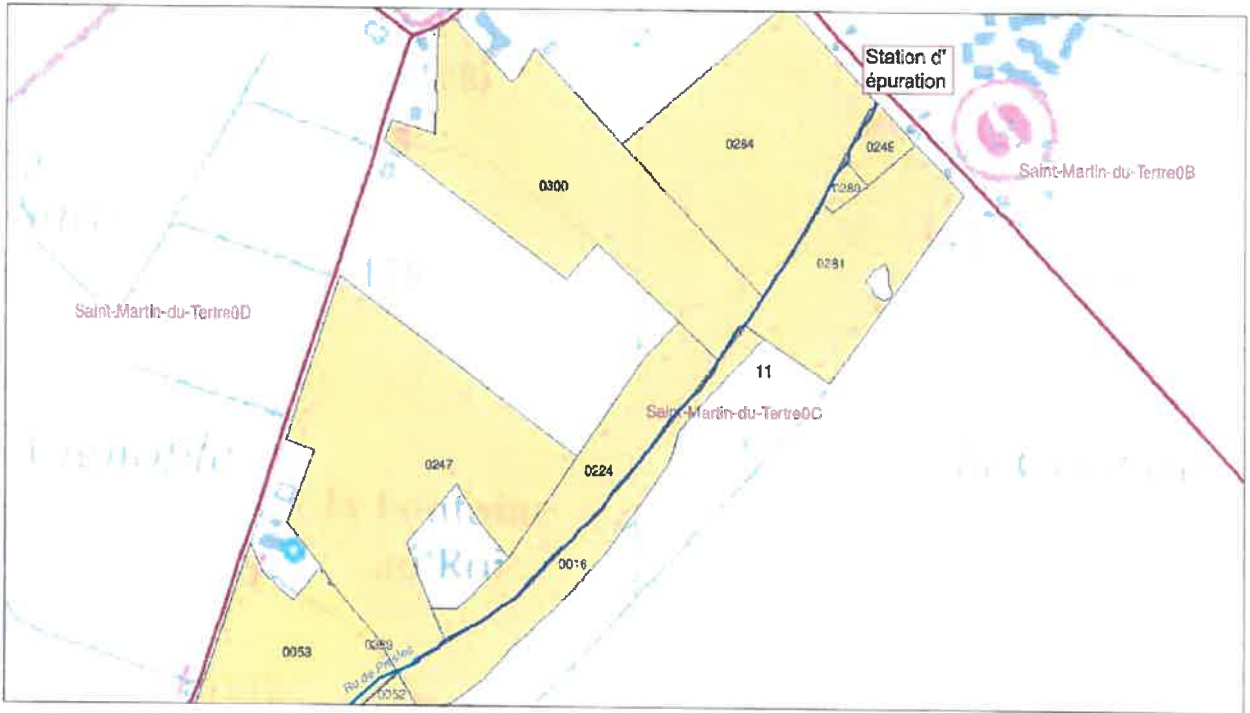 Station d'
épuration
0284
0249
Saint-Martin-du-Tertre0B
0280
0300
0281
Saint-Martin-du-Tertre0D
11
Saint-Martin-du-Tertre0C
0247
0224
0016
0053
Ru de Presles
0052